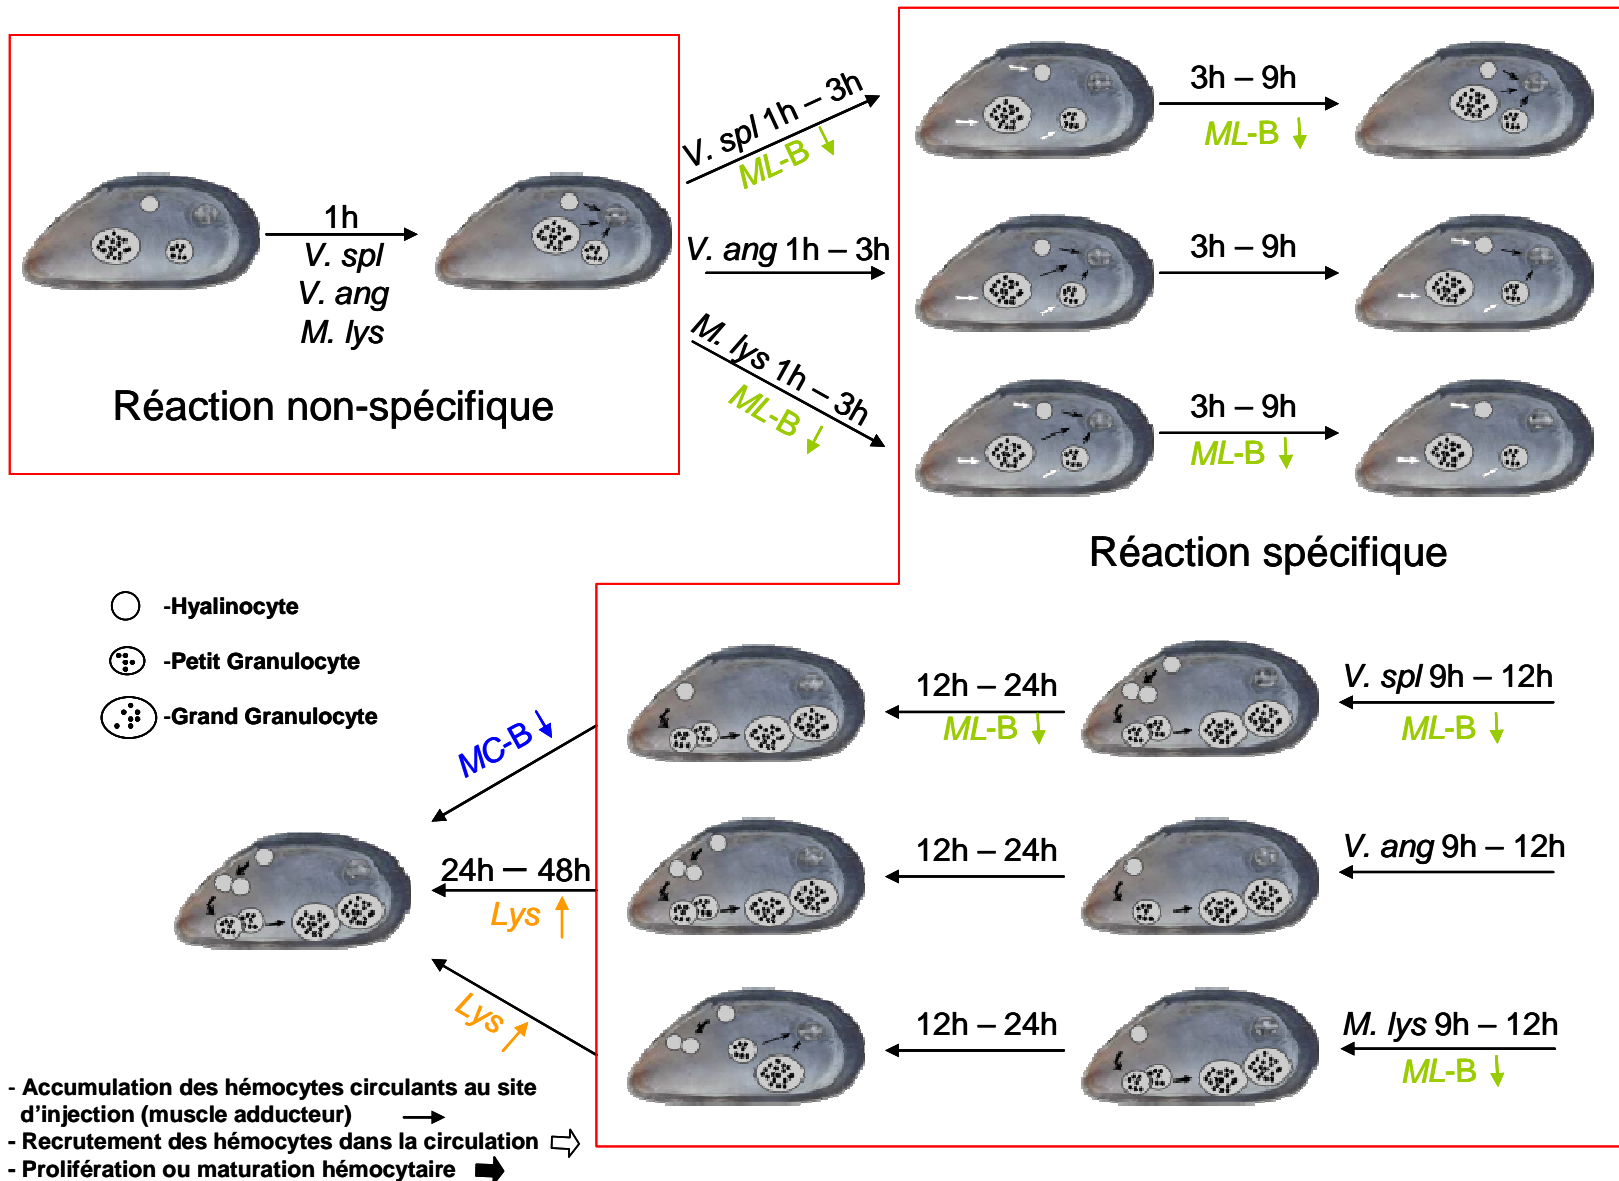 1h
V. spl
V. ang
M. lys
Réaction non-spécifique
V. spl 1h – 3h
ML-B
V. ang 1h – 3h
M. lys 1h – 3h
ML-B
3h – 9h
ML-B
3h – 9h
3h – 9h
ML-B
Réaction spécifique
-Hyalinocyte
-Petit Granulocyte
-Grand Granulocyte
V. spl 9h – 12h
ML-B
12h – 24h
ML-B
MC-B
V. ang 9h – 12h
12h – 24h
24h – 48h
Lys
M. lys 9h – 12h
ML-B
12h – 24h
Lys
- Accumulation des hémocytes circulants au site
d'injection (muscle adducteur)
- Recrutement des hémocytes dans la circulation
- Prolifération ou maturation hémocytaire